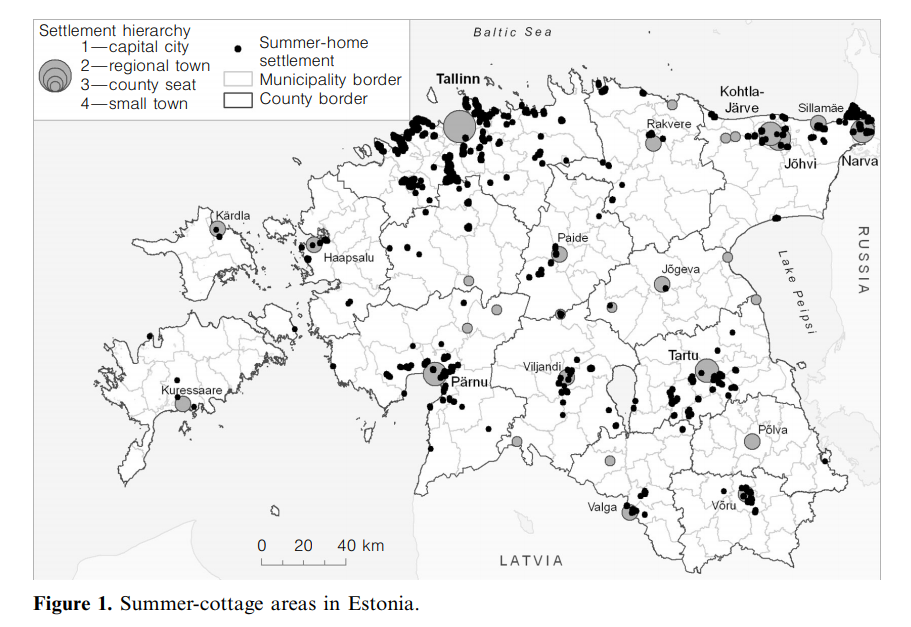 Settlement hierarchy
1—capital city
2—regional town
3—county seat
4—small town
Summer-home
settlement
Municipality border
County border
Baltic Sea
Tallinn
Kohtla-
Järve
Sillamäe
Rakvere
Jõhvi
Narva
Kärdla
Haapsalu
Paide
Jõgeva
Lake Peipsi
RUSSIA
Tartu
Viljandi
Pärnu
Kuressaare
Põlva
Valga
Võru
0 20 40 km
LATVIA
Figure 1. Summer-cottage areas in Estonia.